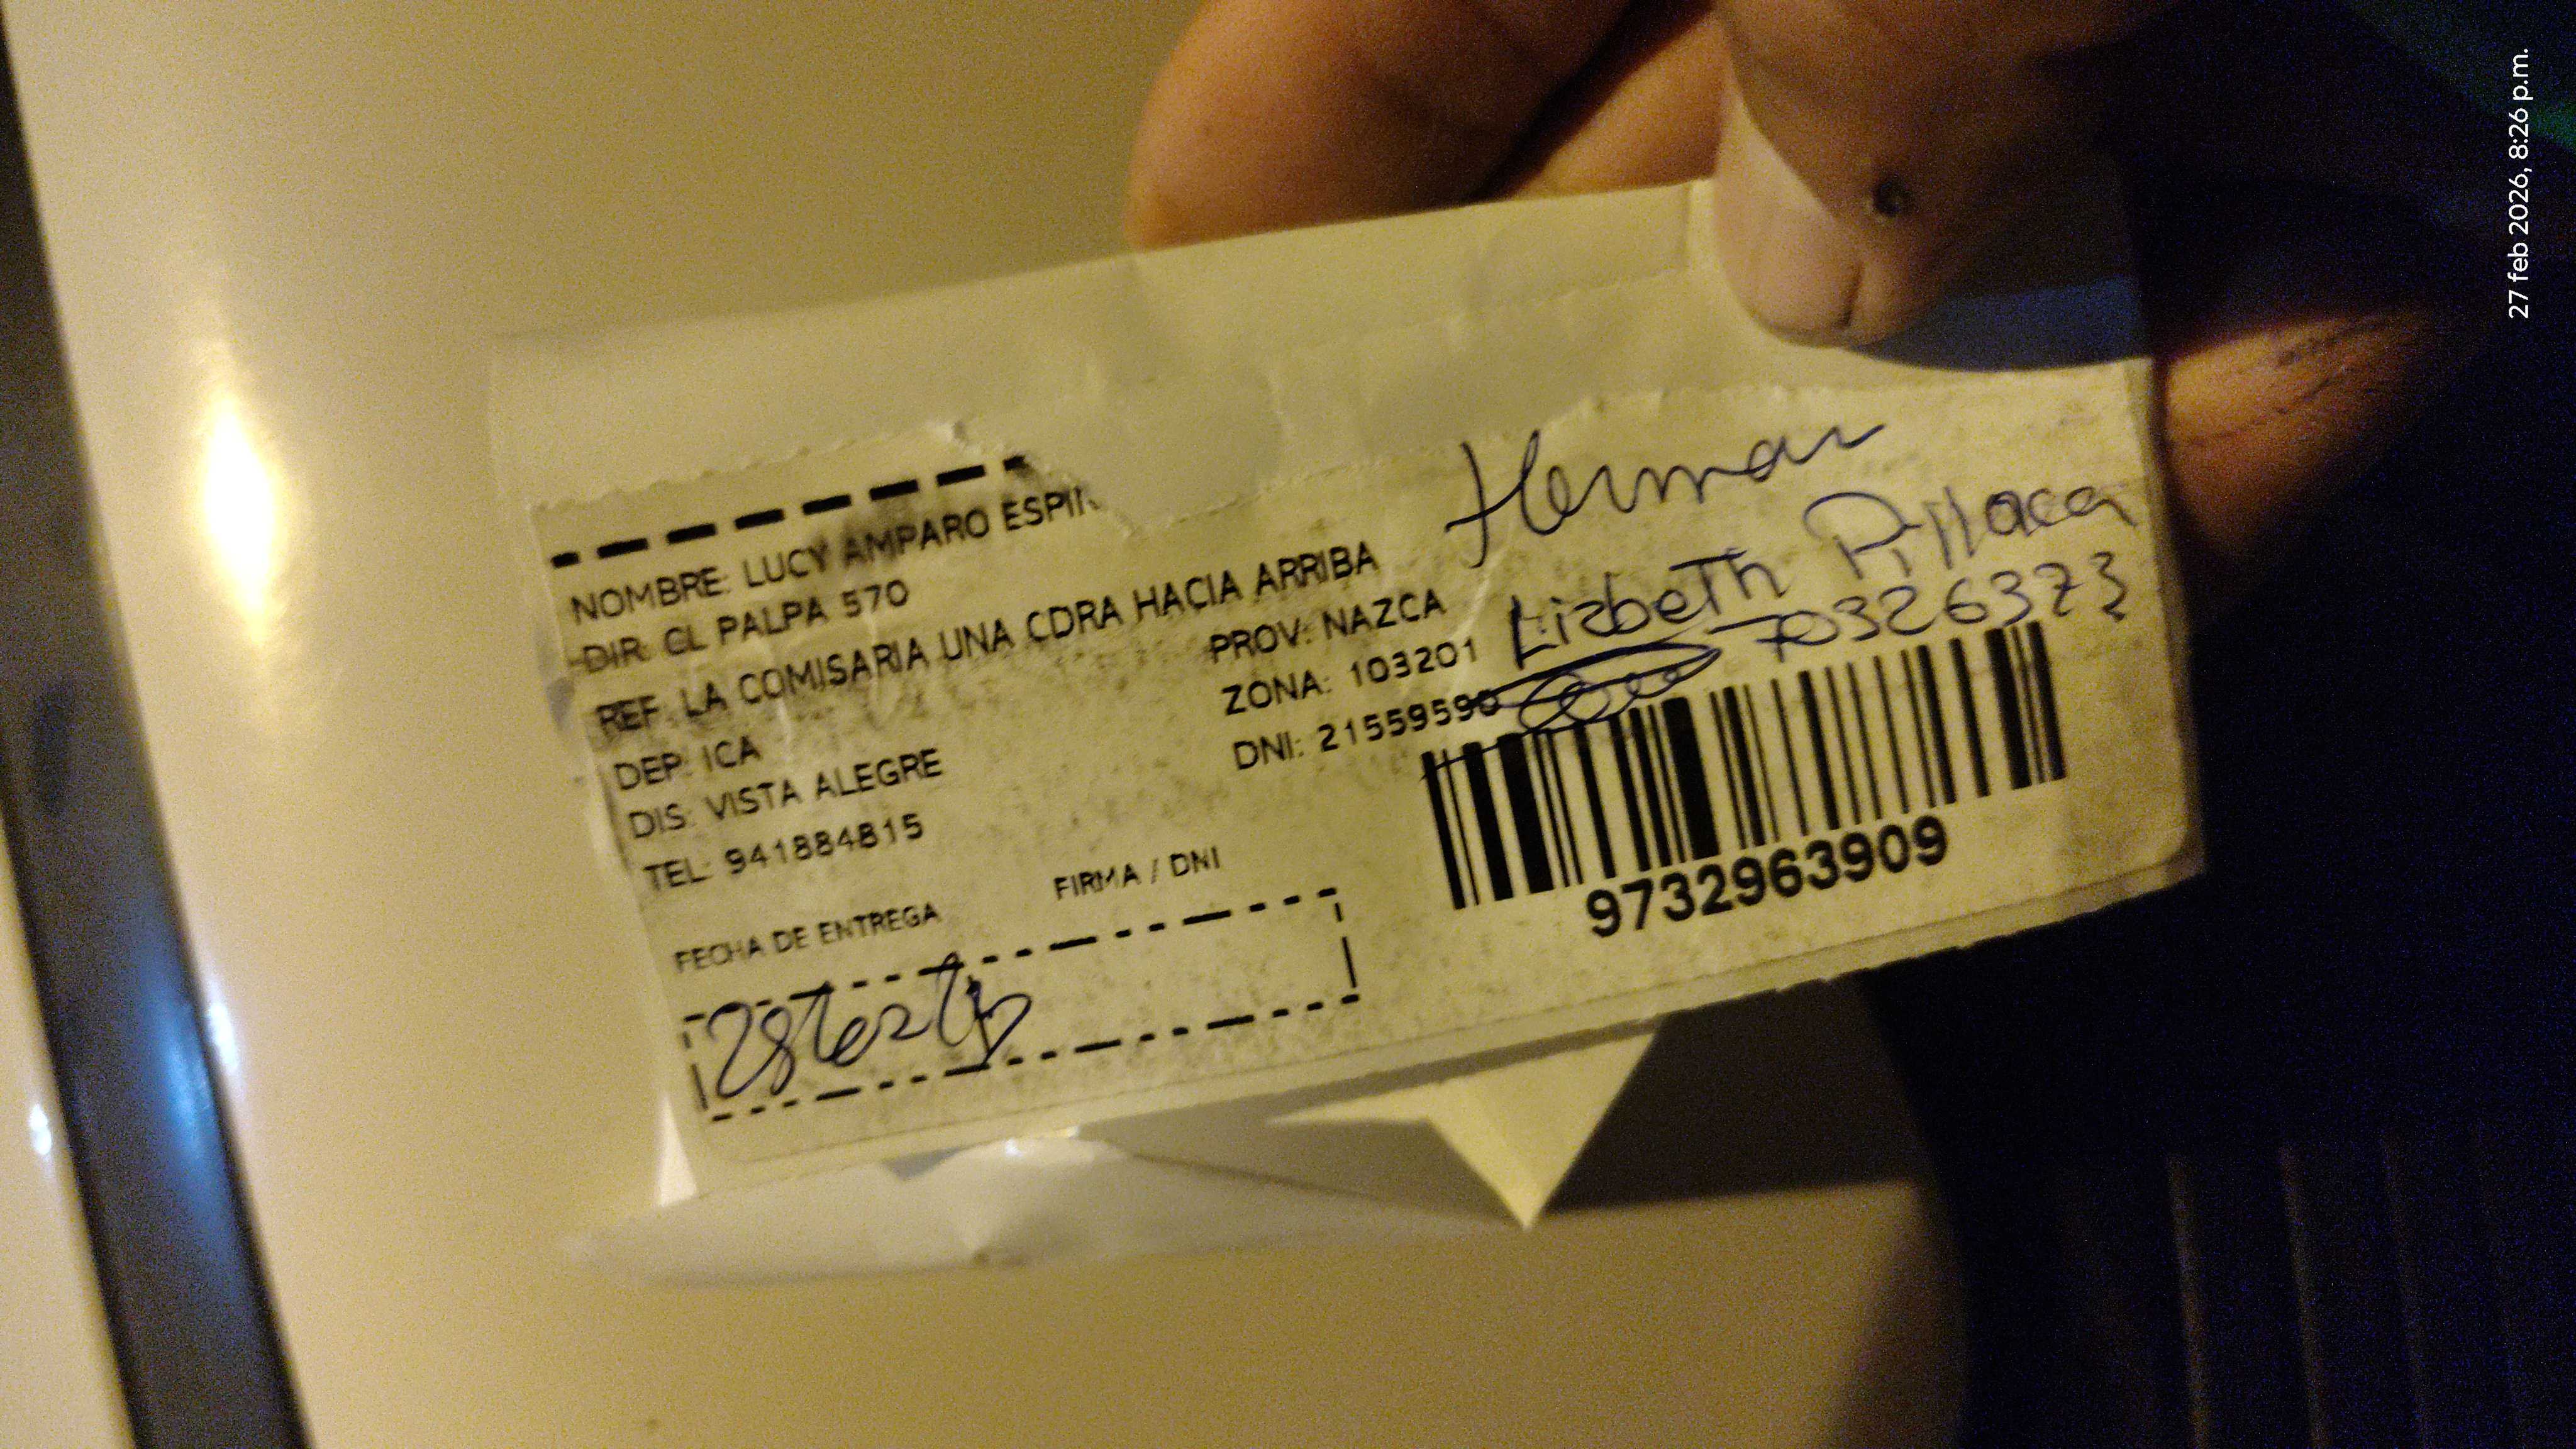 NOMBRE: LUCY AMPARO
DIR: CL PALPA 570
REF: LA COMISARIA UNA CDRA HACIA ARRIBA
DEP: ICA
PROV: NAZCA
DIS: VISTA ALEGRE
ZONA: 103201
TEL: 941884815
DNI: 21559590
Lizbeth Pillaca
70326373
FECHA DE ENTREGA
FIRMA / DNI
9732963909
27 feb 2026, 8:26 p.m.